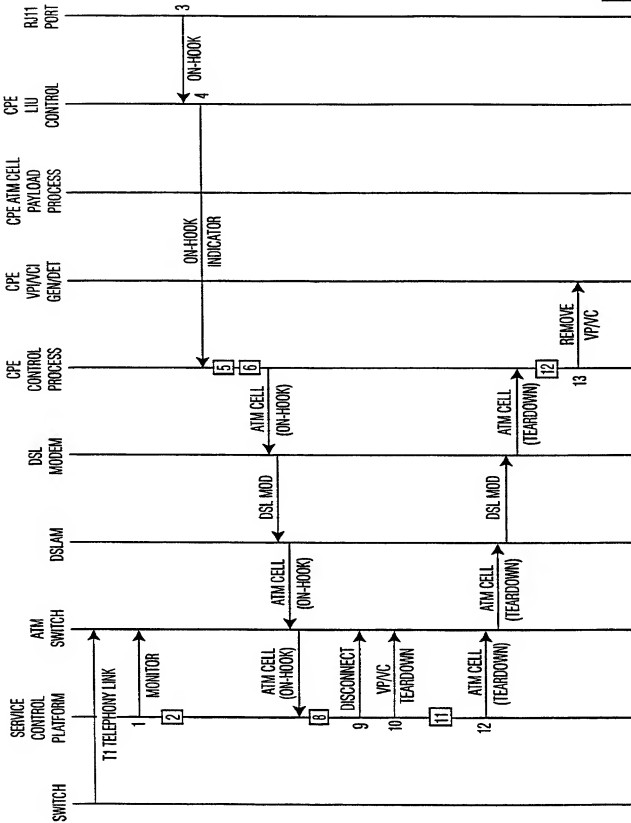 SWITCH
SERVICE
CONTROL
PLATFORM
ATM
SWITCH
DSLAM
DSL
MODEM
CPE
CONTROL
PROCESS
CPE
VPI/VCI
GEN/DET
CPE ATM CELL
PAYLOAD
PROCESS
CPE
LIU
CONTROL
RJ11
PORT
T1 TELEPHONY LINK
MONITOR
1
2
ON-HOOK
3
4
ON-HOOK
INDICATOR
5
6
ATM CELL
(ON-HOOK)
DSL MOD
ATM CELL
(ON-HOOK)
ATM CELL
(ON-HOOK)
8
DISCONNECT
9
VP/VC
TEARDOWN
10
11
ATM CELL
(TEARDOWN)
12
ATM CELL
(TEARDOWN)
DSL MOD
ATM CELL
(TEARDOWN)
12
REMOVE
VP/VC
13